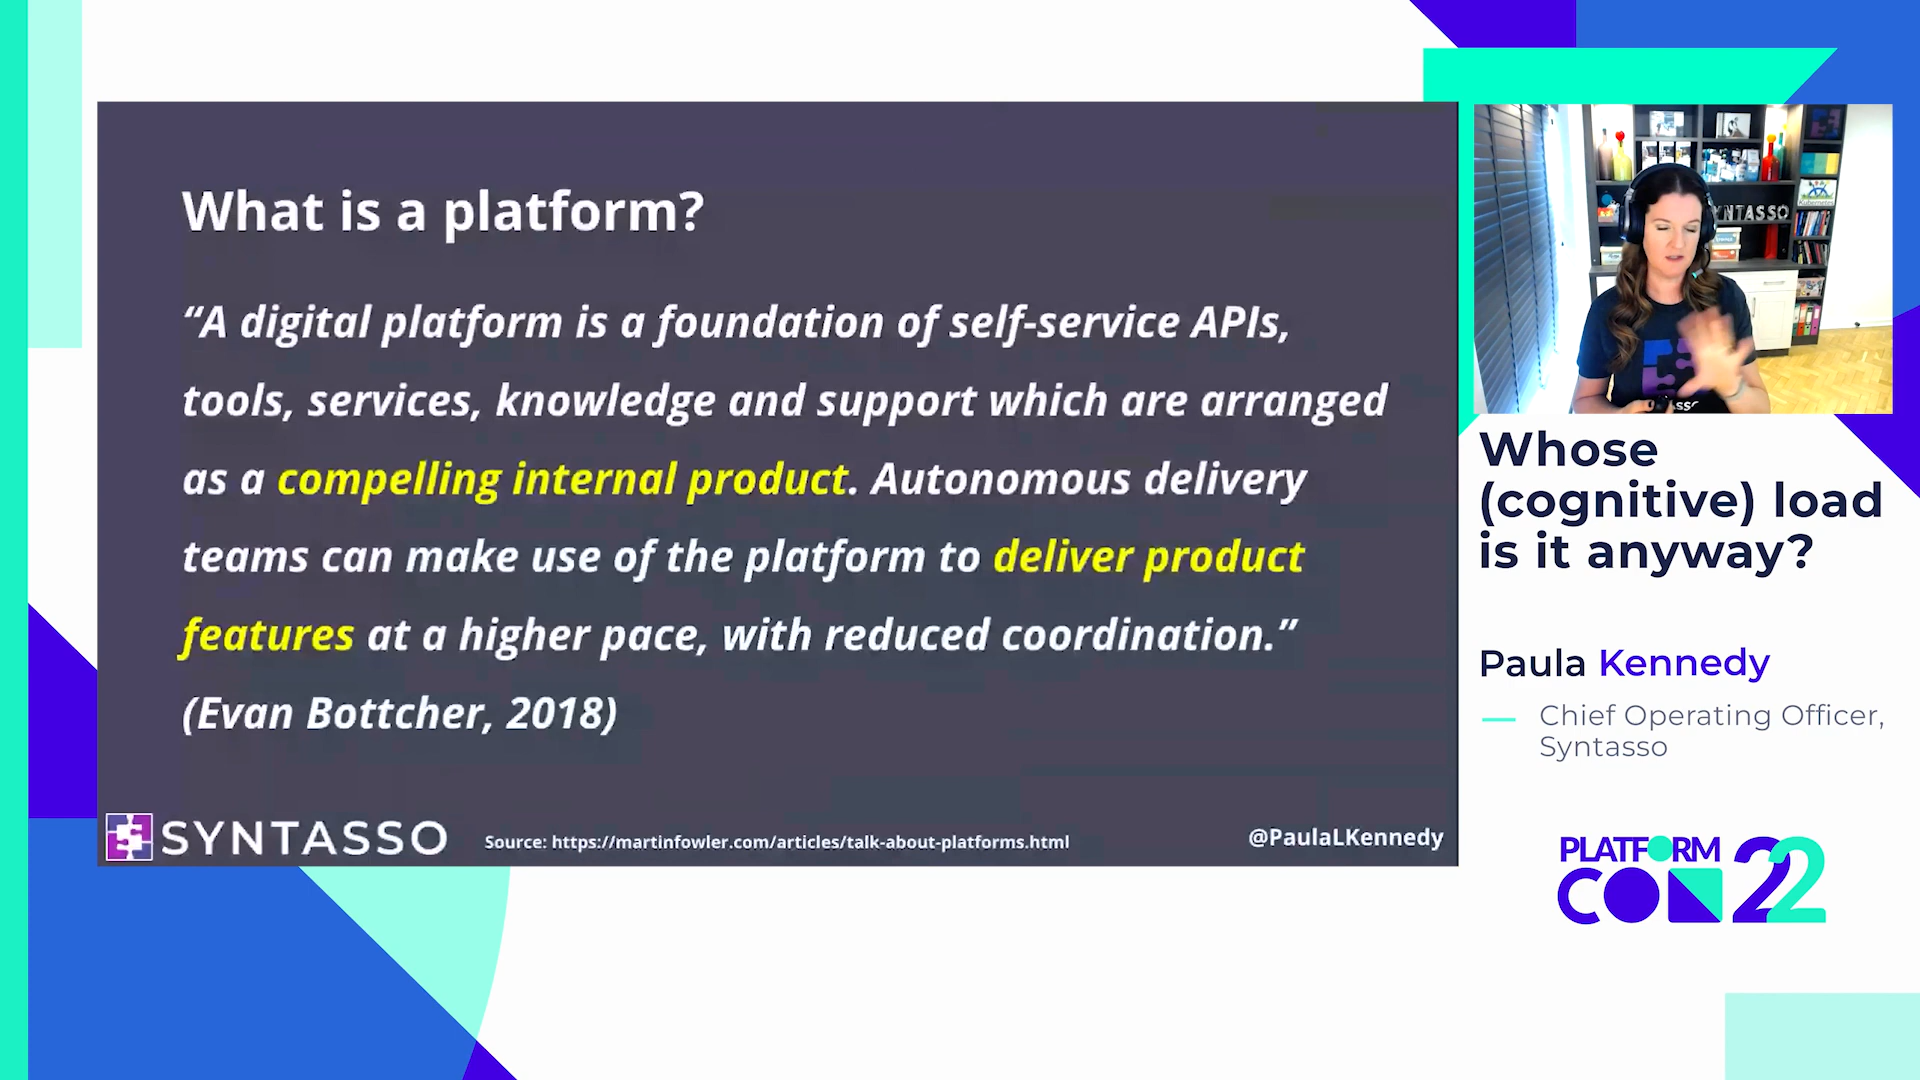 What is a platform?
“A digital platform is a foundation of self-service APIs,
tools, services, knowledge and support which are arranged
as a compelling internal product. Autonomous delivery
teams can make use of the platform to deliver product
features at a higher pace, with reduced coordination.”
(Evan Bottcher, 2018)
SYNTASSO
Source: https://martinfowler.com/articles/talk-about-platforms.html
@PaulaLKennedy
YNTASSO
Kubernetes
Whose
(cognitive) load
is it anyway?
Paula Kennedy
Chief Operating Officer,
Syntasso
PLATFORM
CON 22